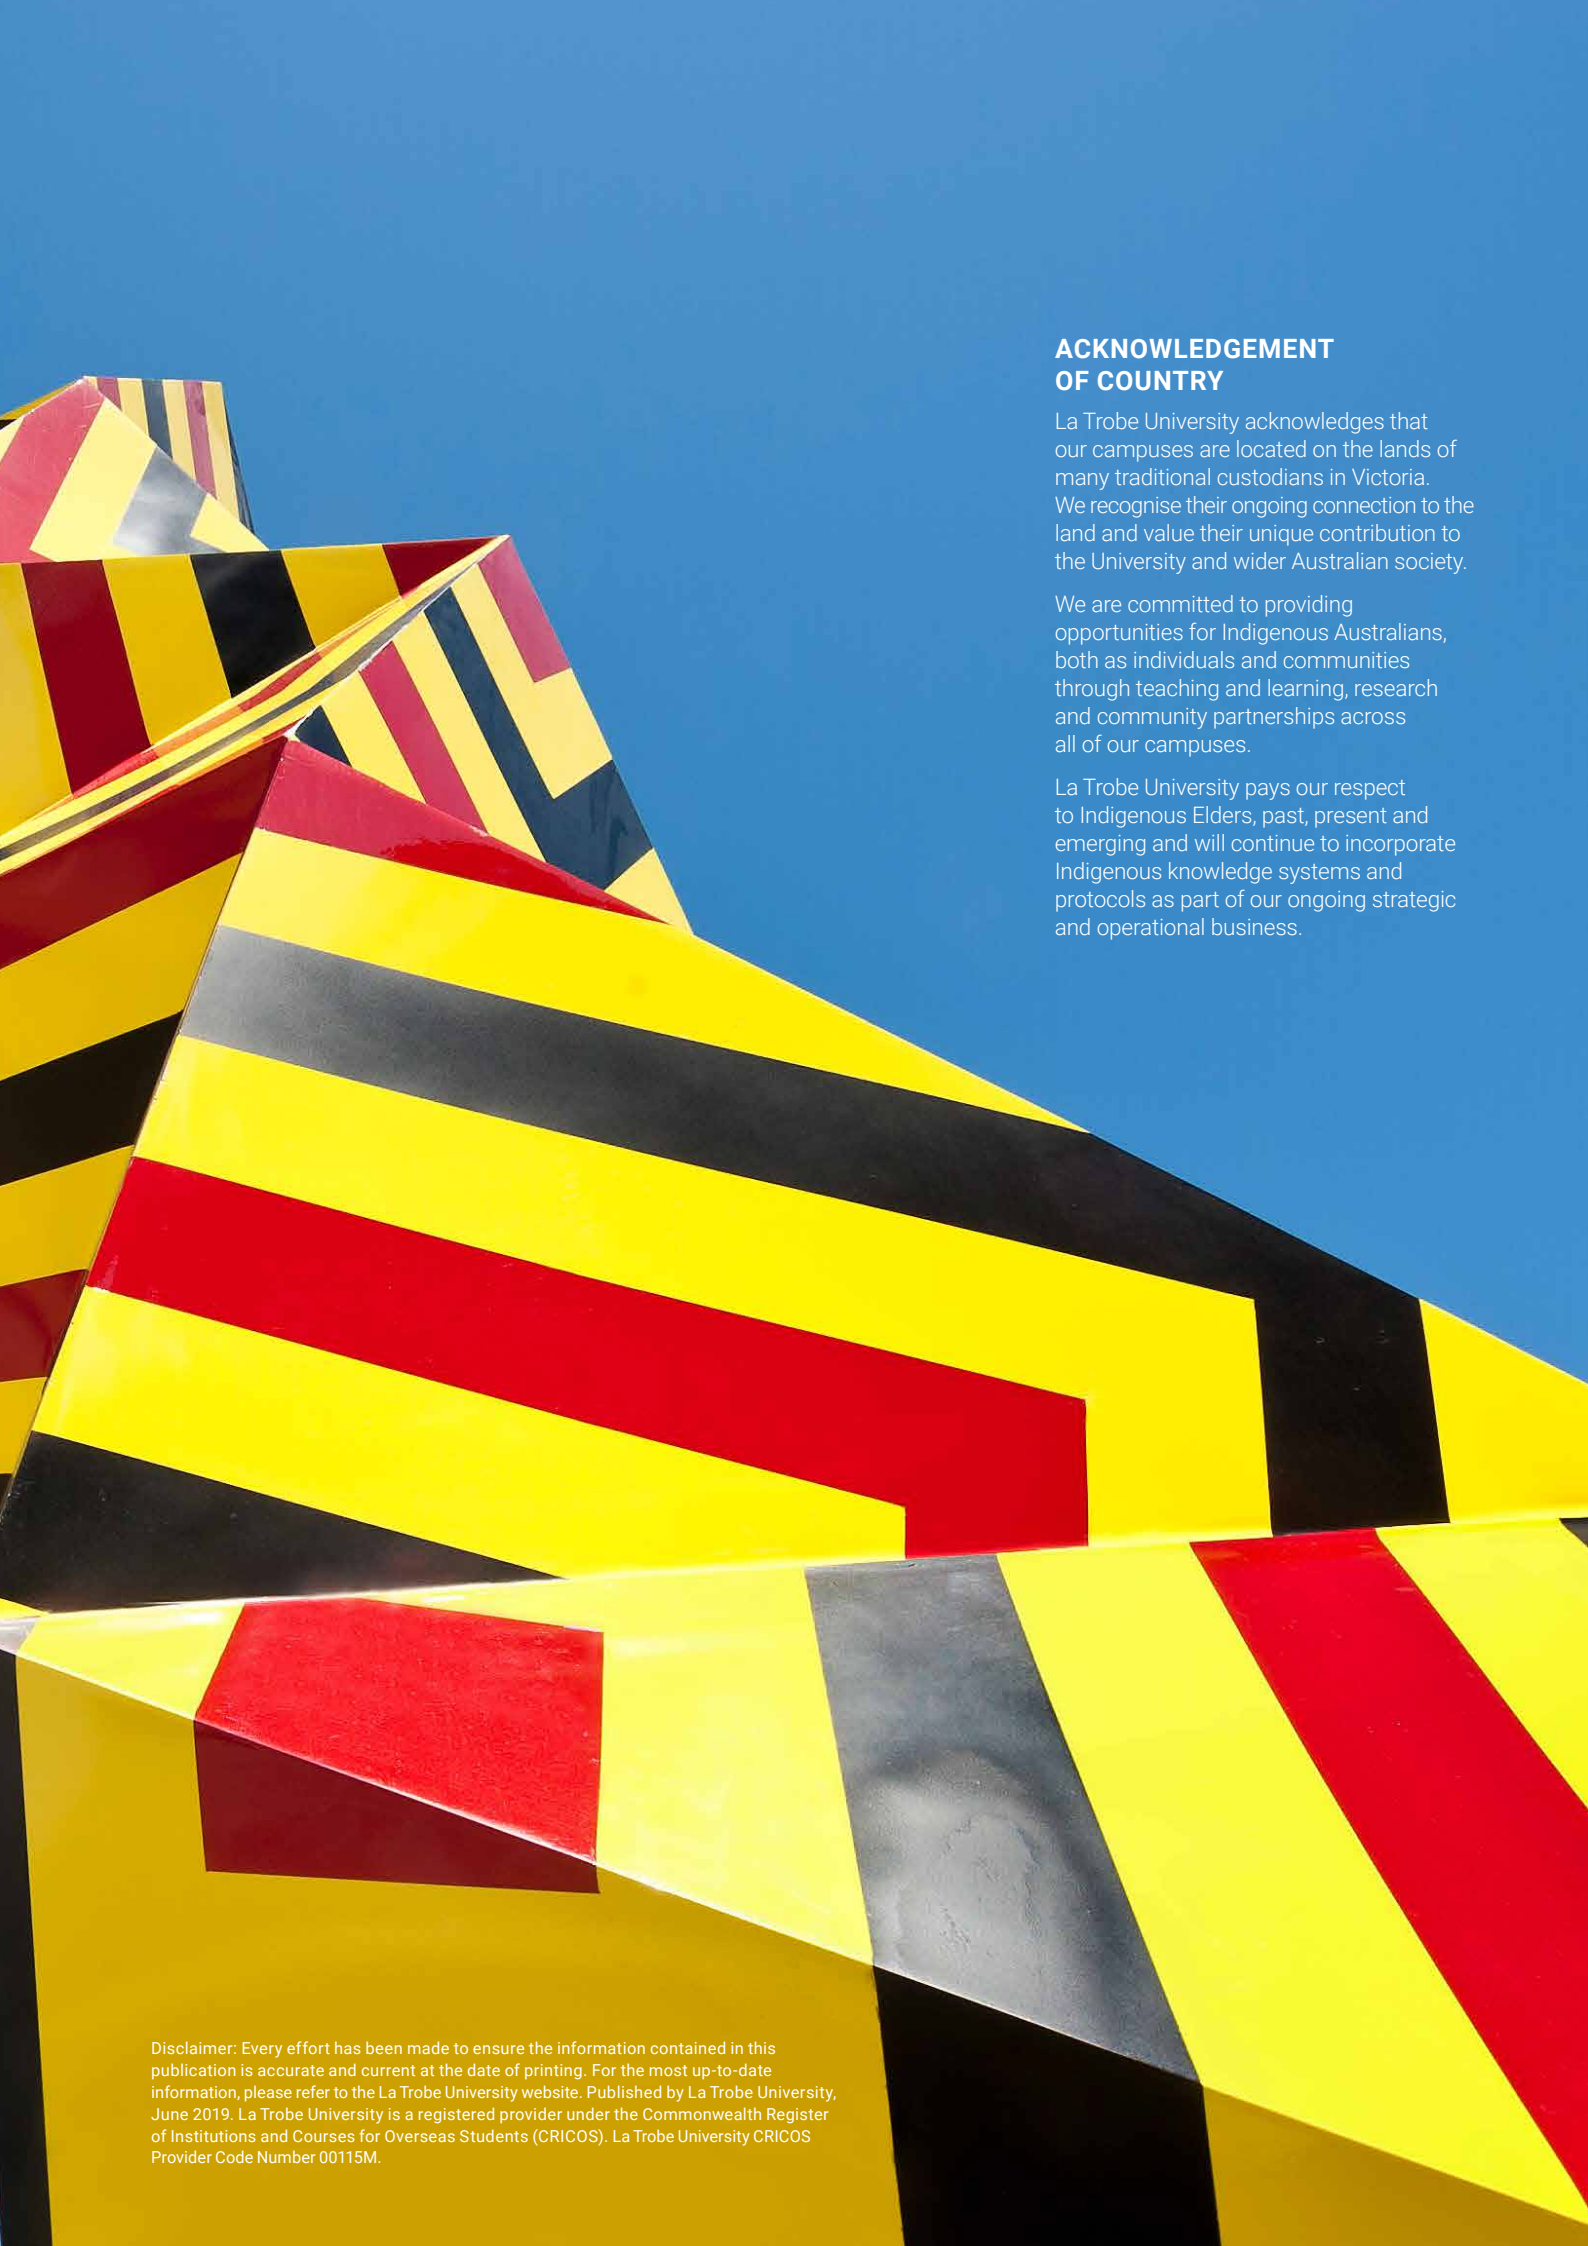 ACKNOWLEDGEMENT
OF COUNTRY
La Trobe University acknowledges that
our campuses are located on the lands of
many traditional custodians in Victoria.
We recognise their ongoing connection to the
land and value their unique contribution to
the University and wider Australian society.
We are committed to providing
opportunities for Indigenous Australians,
both as individuals and communities
through teaching and learning, research
and community partnerships across
all of our campuses.
La Trobe University pays our respect
to Indigenous Elders, past, present and
emerging and will continue to incorporate
Indigenous knowledge systems and
protocols as part of our ongoing strategic
and operational business.
Disclaimer: Every effort has been made to ensure the information contained in this
publication is accurate and current at the date of printing. For the most up-to-date
information, please refer to the La Trobe University website. Published by La Trobe University,
June 2019. La Trobe University is a registered provider under the Commonwealth Register
of Institutions and Courses for Overseas Students (CRICOS). La Trobe University CRICOS
Provider Code Number 00115M.